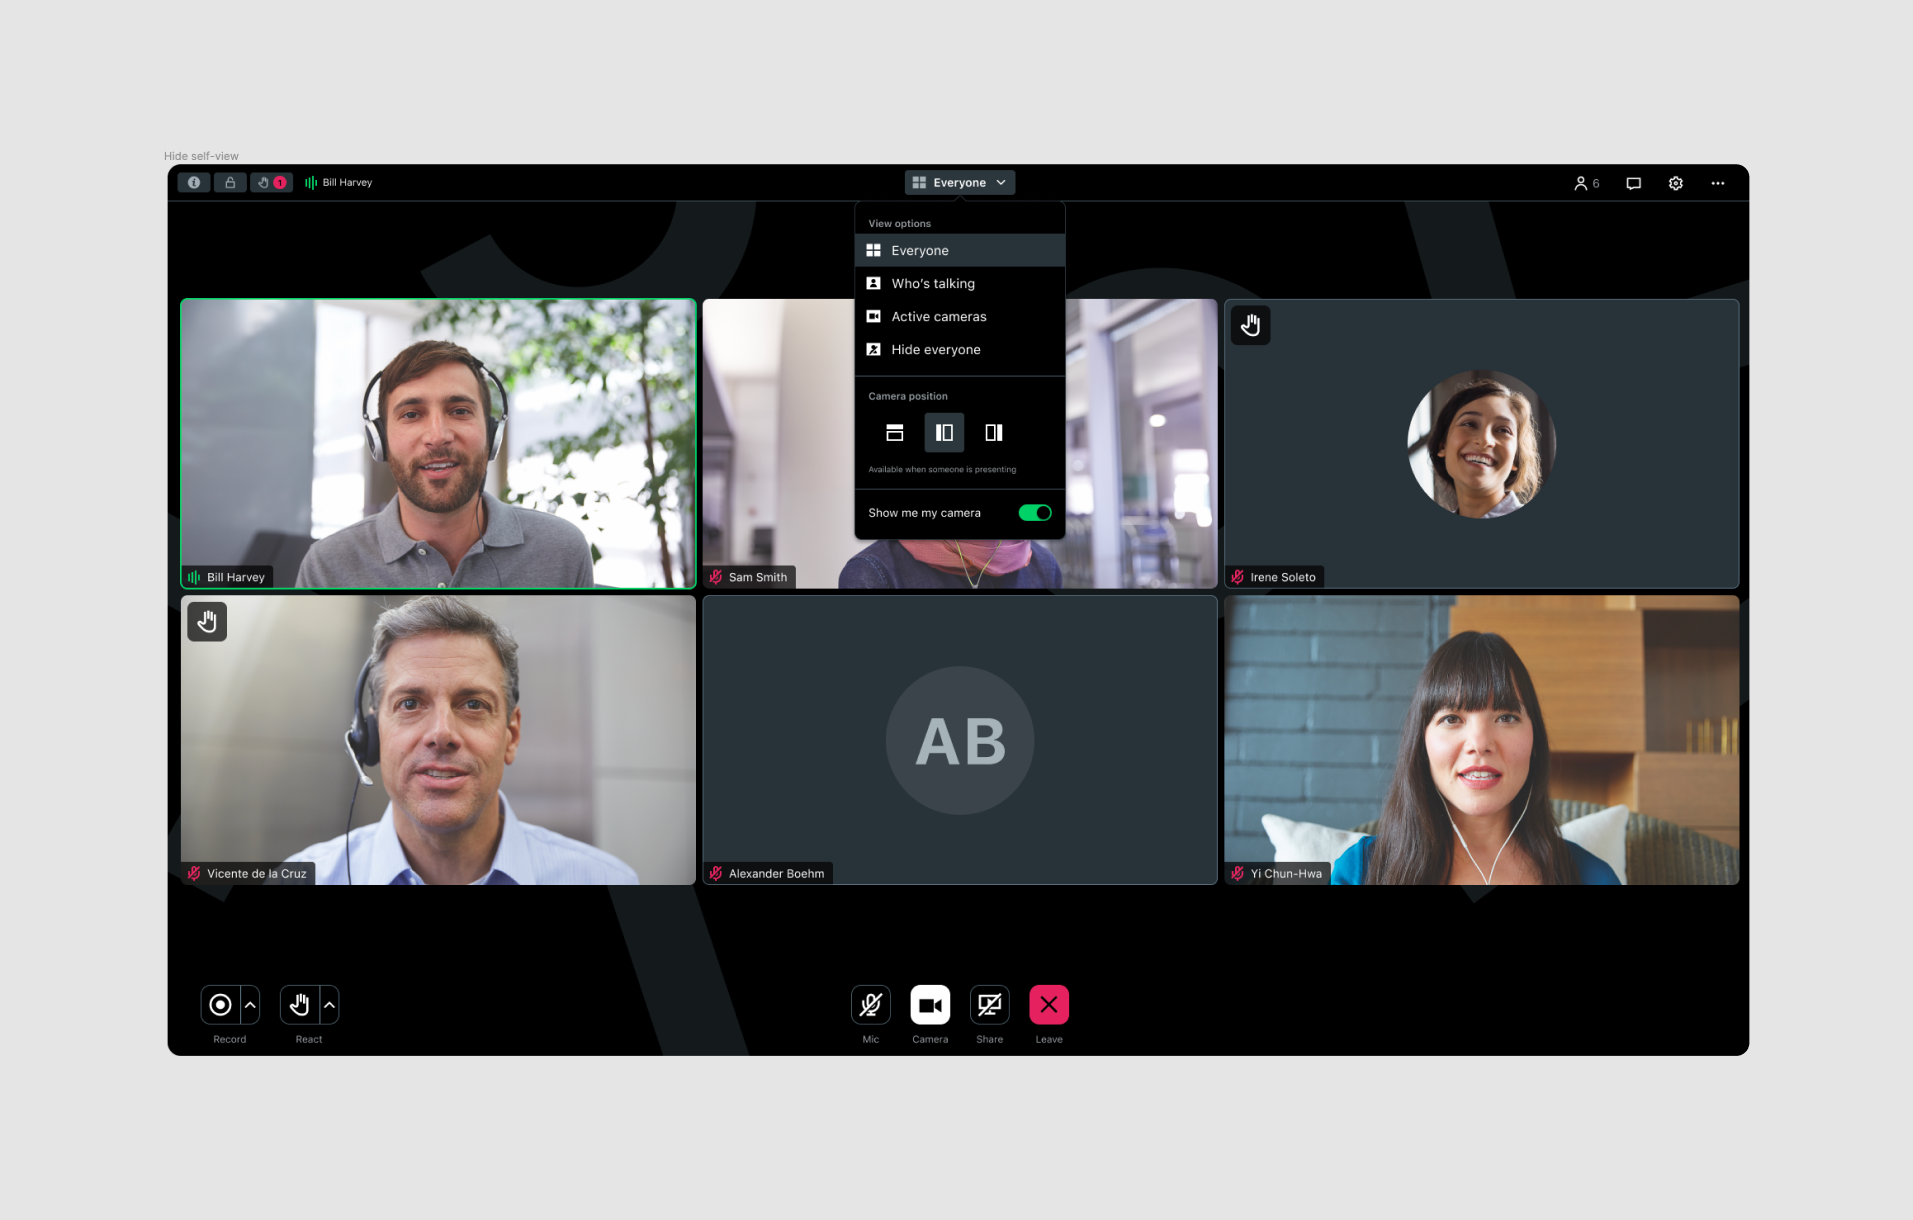 Hide self-view
1
Bill Harvey
Everyone
6
View options
Everyone
Who's talking
Active cameras
Hide everyone
Camera position
Available when someone is presenting
Show me my camera
Bill Harvey
Sam Smith
Irene Soleto
AB
Vicente de la Cruz
Alexander Boehm
Yi Chun-Hwa
Record
React
Mic
Camera
Share
Leave